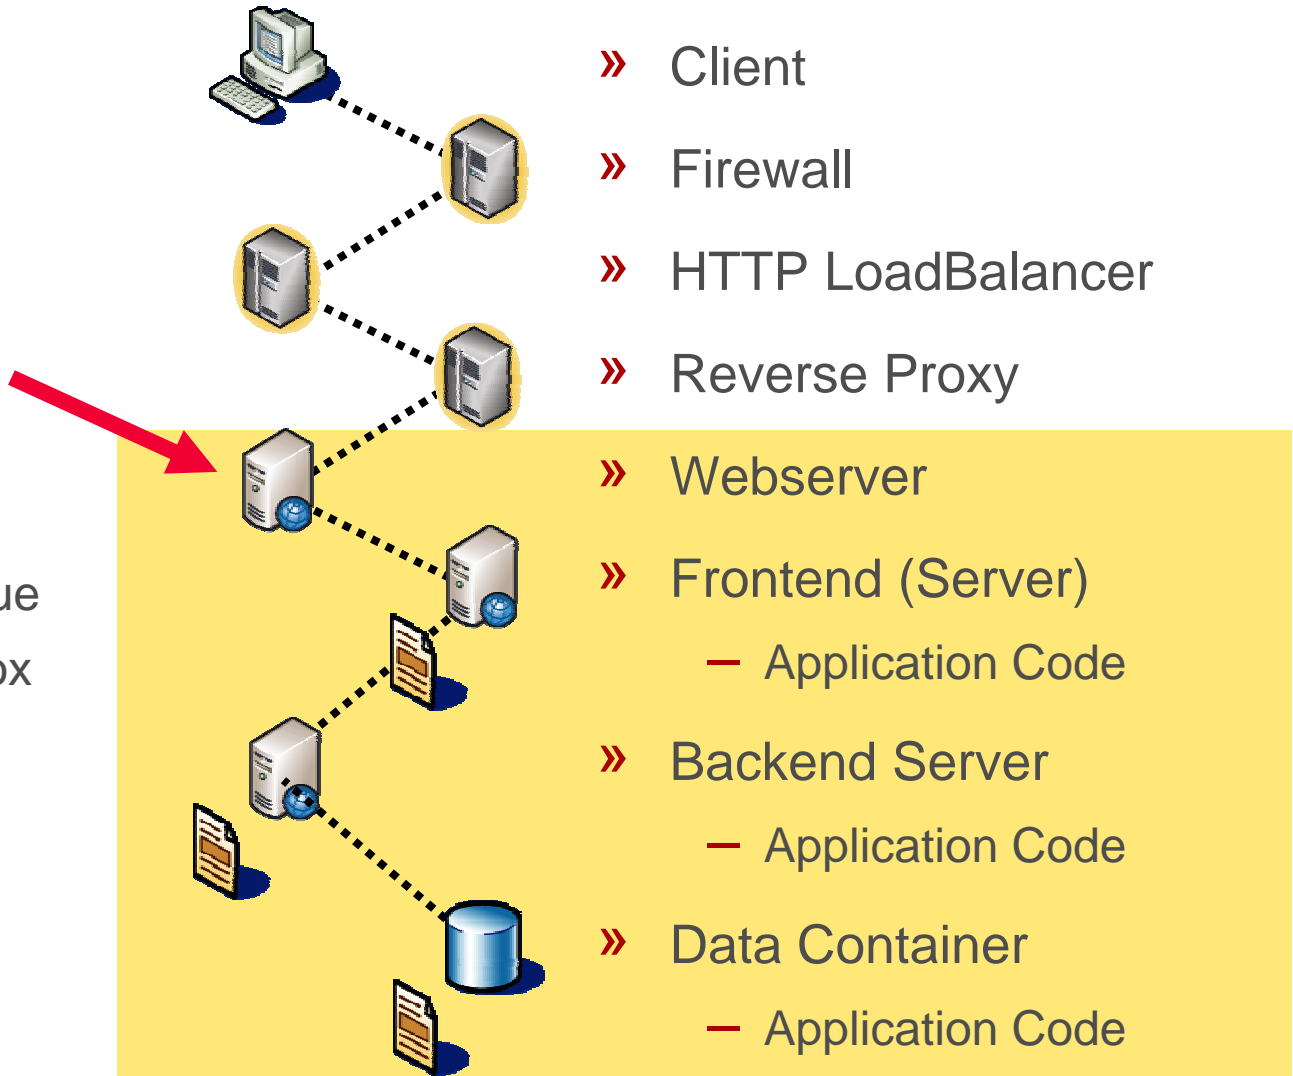 » Client
» Firewall
» HTTP LoadBalancer
» Reverse Proxy
» Webserver
» Frontend (Server)
– Application Code
» Backend Server
– Application Code
» Data Container
– Application Code